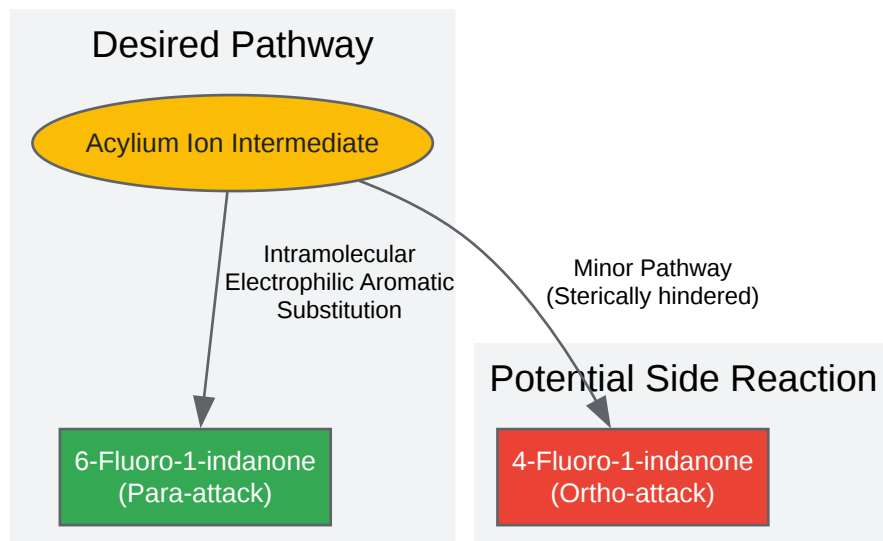 Desired Pathway
Acylium Ion Intermediate
Intramolecular
Electrophilic Aromatic
Substitution
Minor Pathway
(Sterically hindered)
Potential Side Reaction
6-Fluoro-1-indanone
(Para-attack)
4-Fluoro-1-indanone
(Ortho-attack)